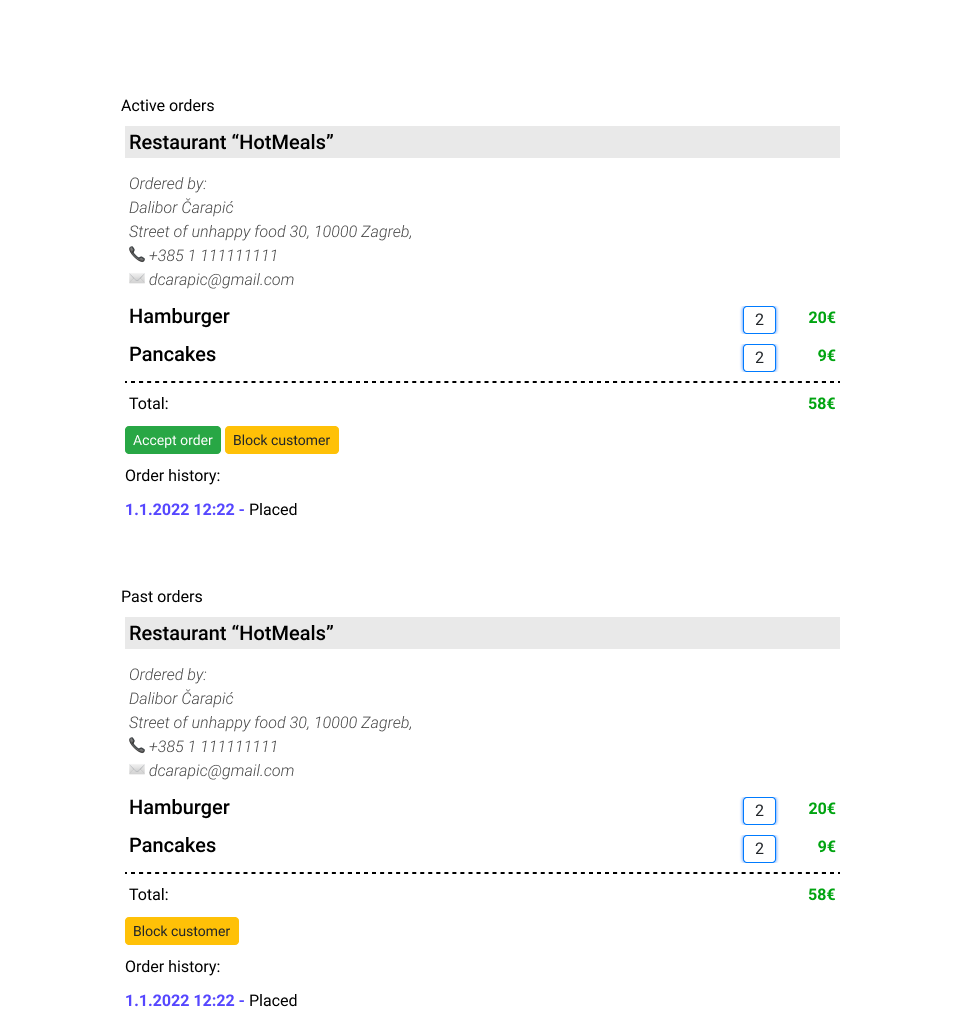 Active orders
Restaurant “HotMeals”
Ordered by:
Dalibor Čarapić
Street of unhappy food 30, 10000 Zagreb,
+385 1 111111111
dcarapic@gmail.com
Hamburger 2 20€
Pancakes 2 9€
Total: 58€
Accept order Block customer
Order history:
1.1.2022 12:22 - Placed
Past orders
Restaurant “HotMeals”
Ordered by:
Dalibor Čarapić
Street of unhappy food 30, 10000 Zagreb,
+385 1 111111111
dcarapic@gmail.com
Hamburger 2 20€
Pancakes 2 9€
Total: 58€
Block customer
Order history:
1.1.2022 12:22 - Placed